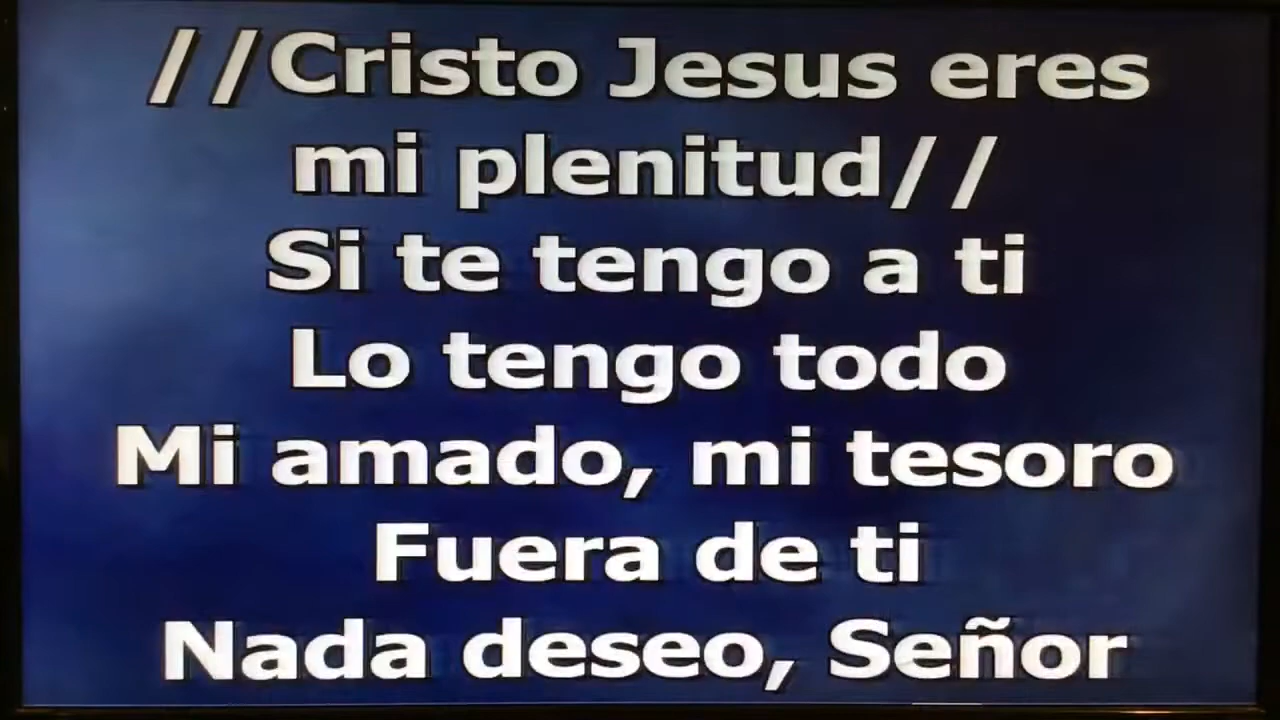 //Cristo Jesus eres
mi plenitud//
Si te tengo a ti
Lo tengo todo
Mi amado, mi tesoro
Fuera de ti
Nada deseo, Señor